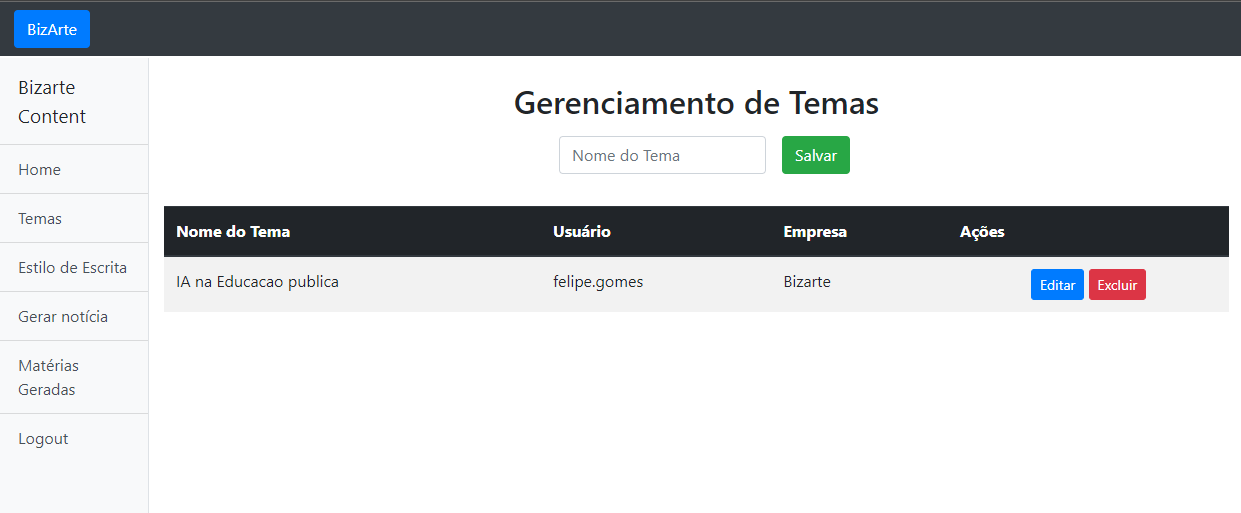 BizArte
Bizarte
Content
Home
Temas
Estilo de Escrita
Gerar notícia
Matérias
Geradas
Logout
Gerenciamento de Temas
Nome do Tema Salvar
Nome do Tema Usuário Empresa Ações
IA na Educacao publica felipe.gomes Bizarte Editar Excluir